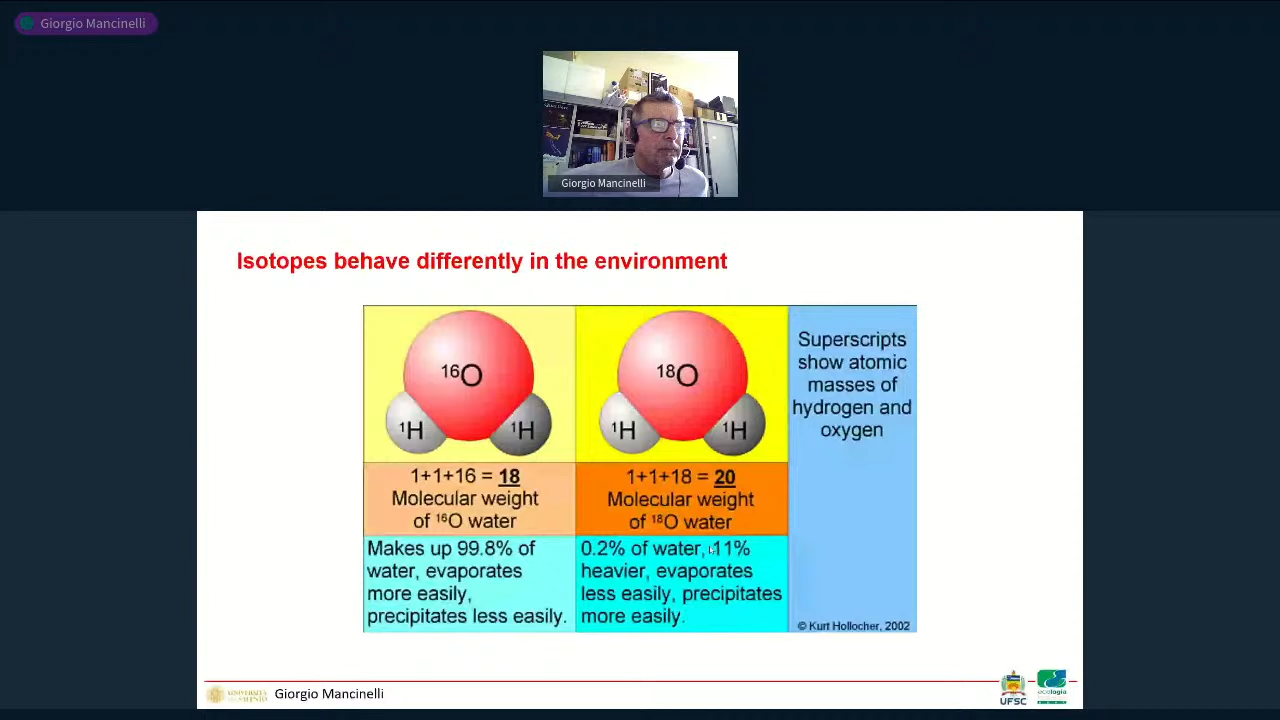 Giorgio Mancinelli
Giorgio Mancinelli
Isotopes behave differently in the environment
¹⁶O
¹H
¹H
¹⁸O
¹H
¹H
Superscripts
show atomic
masses of
hydrogen and
oxygen
1+1+16 = 18
Molecular weight
of ¹⁶O water
1+1+18 = 20
Molecular weight
of ¹⁸O water
Makes up 99.8% of
water, evaporates
more easily,
precipitates less easily.
0.2% of water, 11%
heavier, evaporates
less easily, precipitates
more easily.
© Kurt Hollocher, 2002
Giorgio Mancinelli
UFSC
ecologia